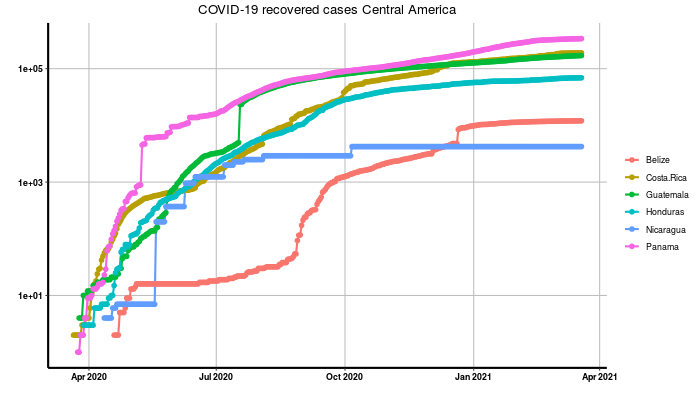 COVID-19 recovered cases Central America
1e+05
1e+03
1e+01
Apr 2020
Jul 2020
Oct 2020
Jan 2021
Apr 2021
Belize
Costa.Rica
Guatemala
Honduras
Nicaragua
Panama